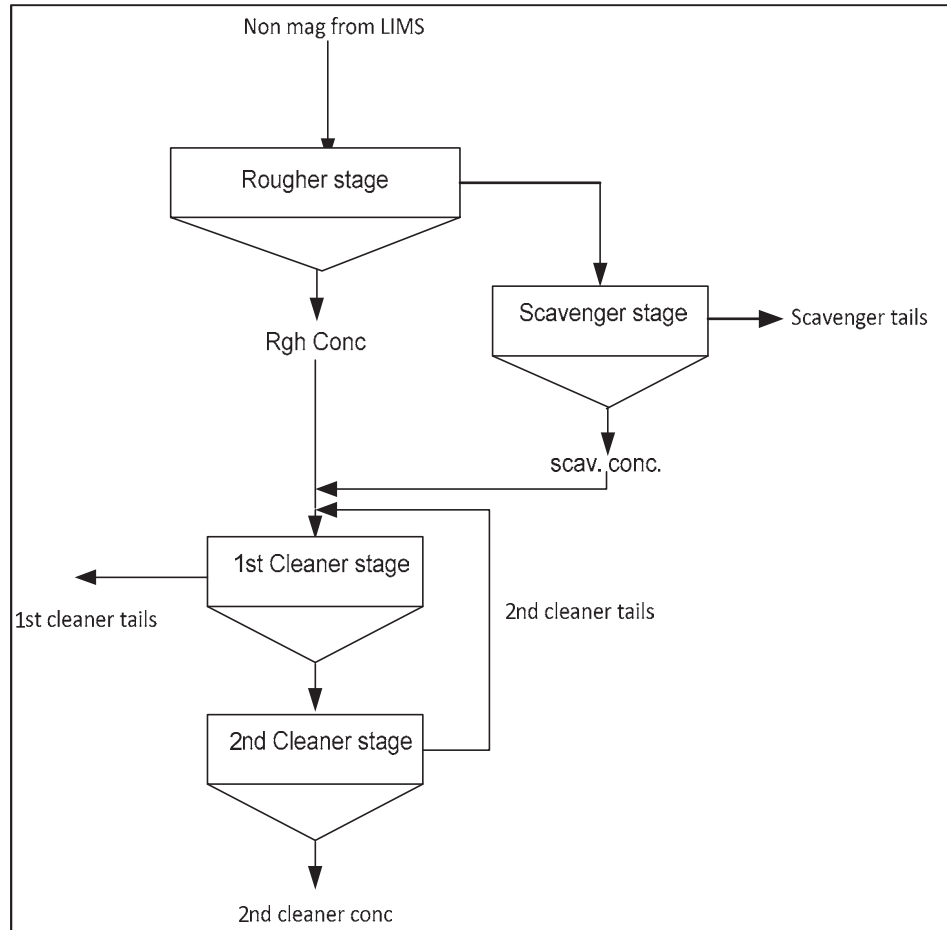 Non mag from LIMS
Rougher stage
Scavenger stage
Scavenger tails
Rgh Conc
scav. conc.
1st Cleaner stage
1st cleaner tails
2nd cleaner tails
2nd Cleaner stage
2nd cleaner conc